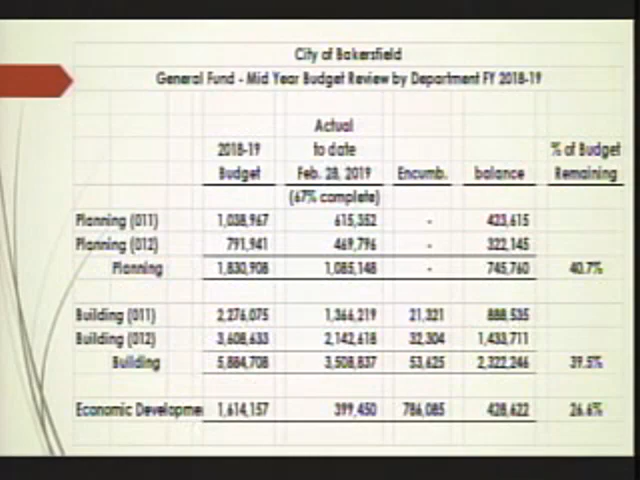 City of Bakersfield
General Fund - Mid Year Budget Review by Department FY 2018-19
Actual
2018-19 to date % of Budget
Budget Feb. 28, 2019 Encumb. balance Remaining
(67% complete)
Planning (011) 1,038,967 615,352 - 423,615
Planning (012) 791,941 469,796 - 322,145
Planning 1,830,908 1,085,148 - 745,760 40.7%
Building (011) 2,276,075 1,366,219 21,321 888,535
Building (012) 3,608,633 2,142,618 32,304 1,433,711
Building 5,884,708 3,508,837 53,625 2,322,246 39.5%
Economic Developme 1,614,157 399,450 786,085 428,622 26.6%